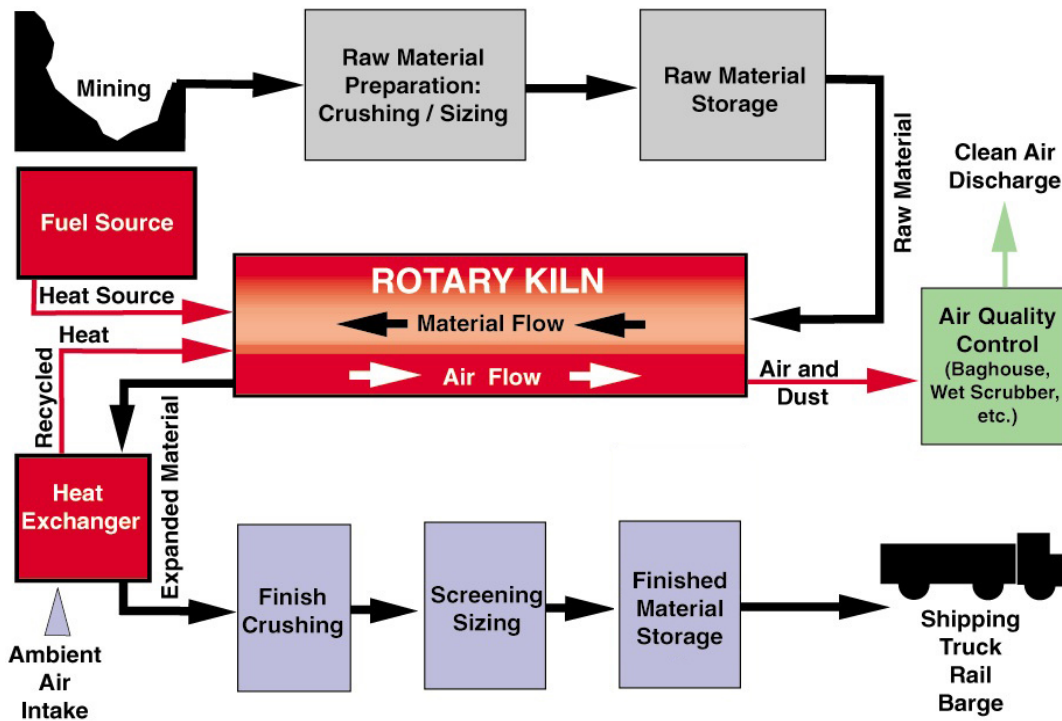 Mining
Raw Material
Preparation:
Crushing / Sizing
Raw Material
Storage
Raw Material
Clean Air
Discharge
Fuel Source
Heat Source
Heat
Recycled
ROTARY KILN
Material Flow
Air Flow
Air and
Dust
Air Quality
Control
(Baghouse,
Wet Scrubber,
etc.)
Heat
Exchanger
Expanded Material
Ambient
Air
Intake
Finish
Crushing
Screening
Sizing
Finished
Material
Storage
Shipping
Truck
Rail
Barge